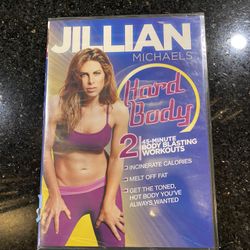 JILLIAN
MICHAELS
Hard
Body
2 45-MINUTE
BODY BLASTING
WORKOUTS
INCINERATE CALORIES
MELT OFF FAT
GET THE TONED,
HOT BODY YOU'VE
ALWAYS WANTED